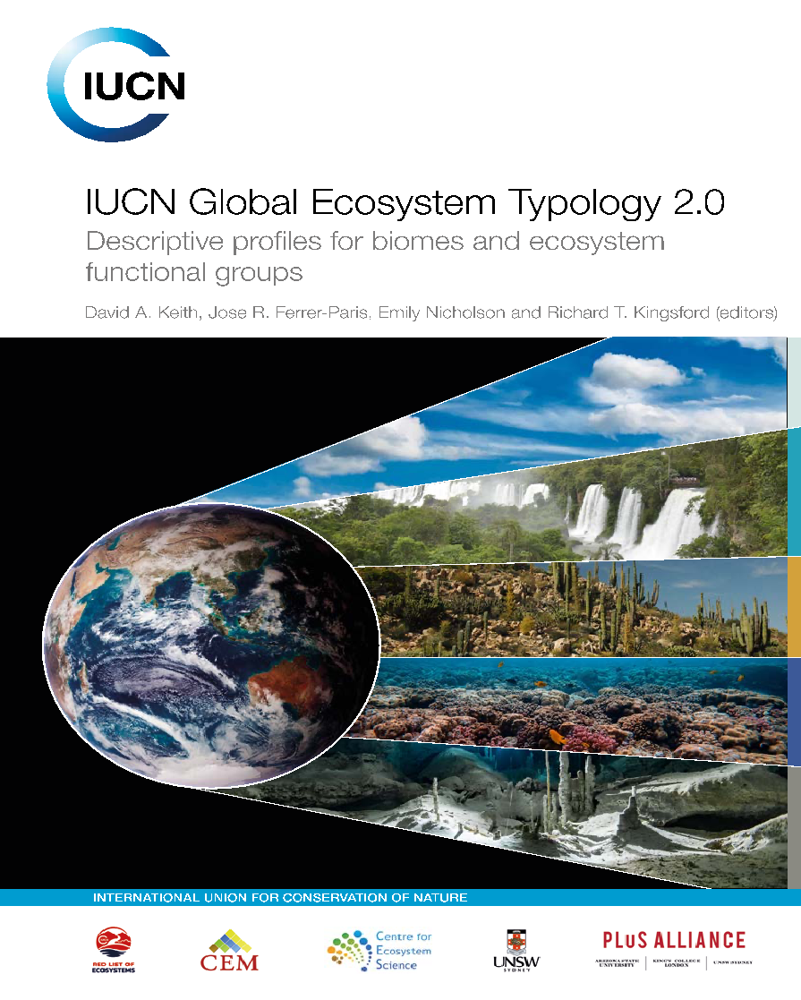 IUCN
IUCN Global Ecosystem Typology 2.0
Descriptive profiles for biomes and ecosystem
functional groups
David A. Keith, Jose R. Ferrer-Paris, Emily Nicholson and Richard T. Kingsford (editors)
INTERNATIONAL UNION FOR CONSERVATION OF NATURE
RED LIST OF
ECOSYSTEMS
CEM
Centre for
Ecosystem
Science
UNSW
SYDNEY
PLuS ALLIANCE
ARIZONA STATE
UNIVERSITY
KING'S COLLEGE
LONDON
UNSW SYDNEY